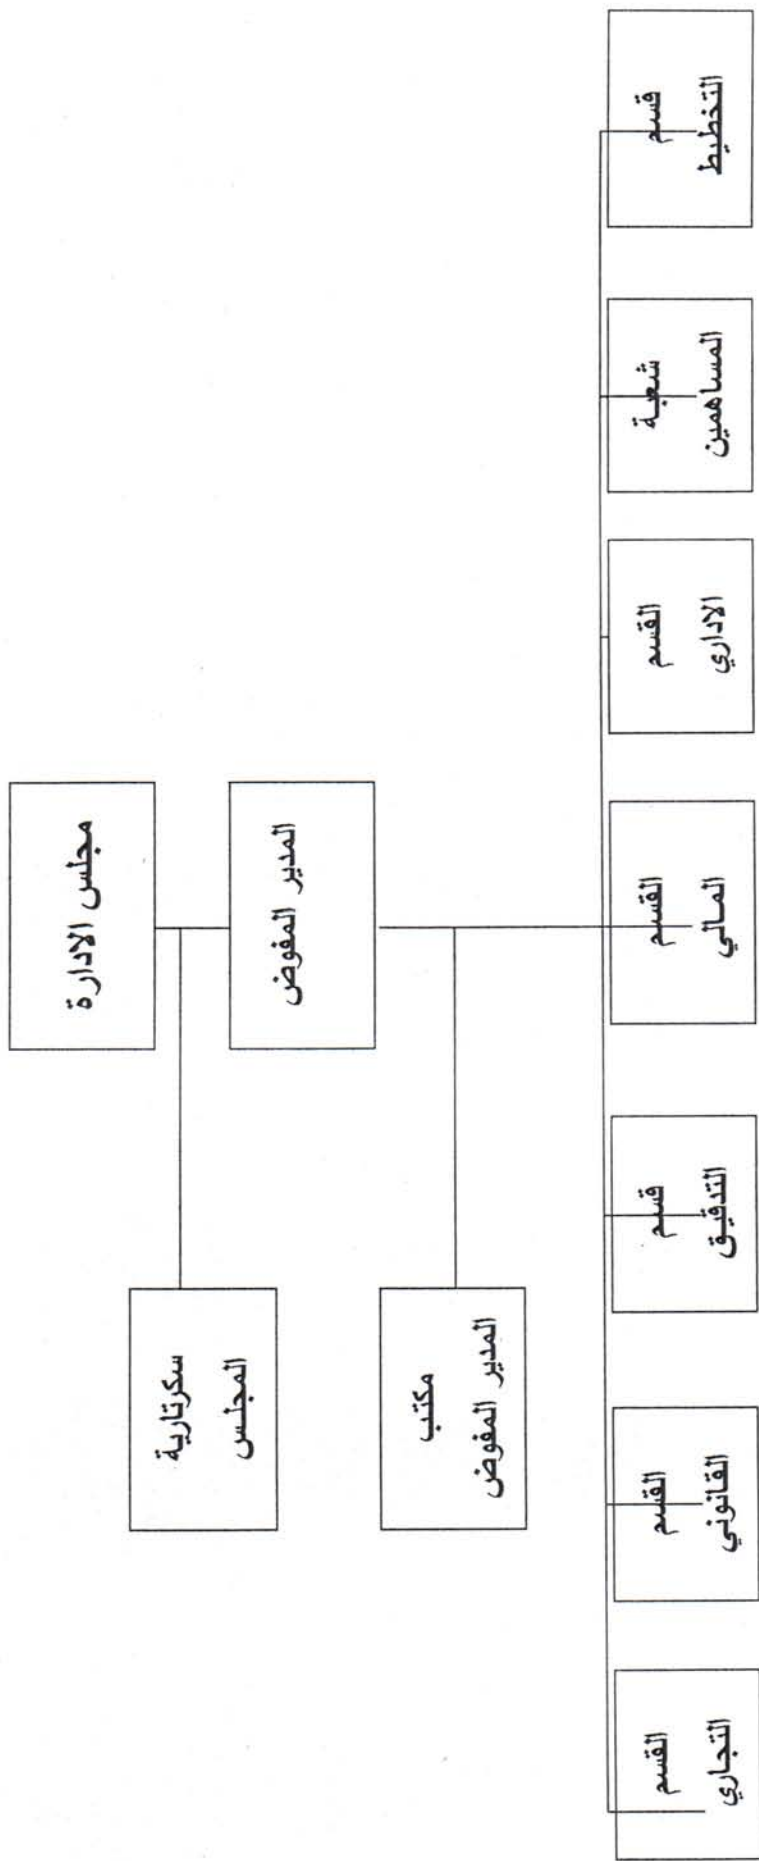 مجلس الادارة
سكرتارية
المجلس
المدير المفوض
مكتب
المدير المفوض
قسم
التخطيط
شعبة
المساهمين
القسم
الاداري
القسم
المالي
قسم
التدقيق
القسم
القانوني
القسم
التجاري